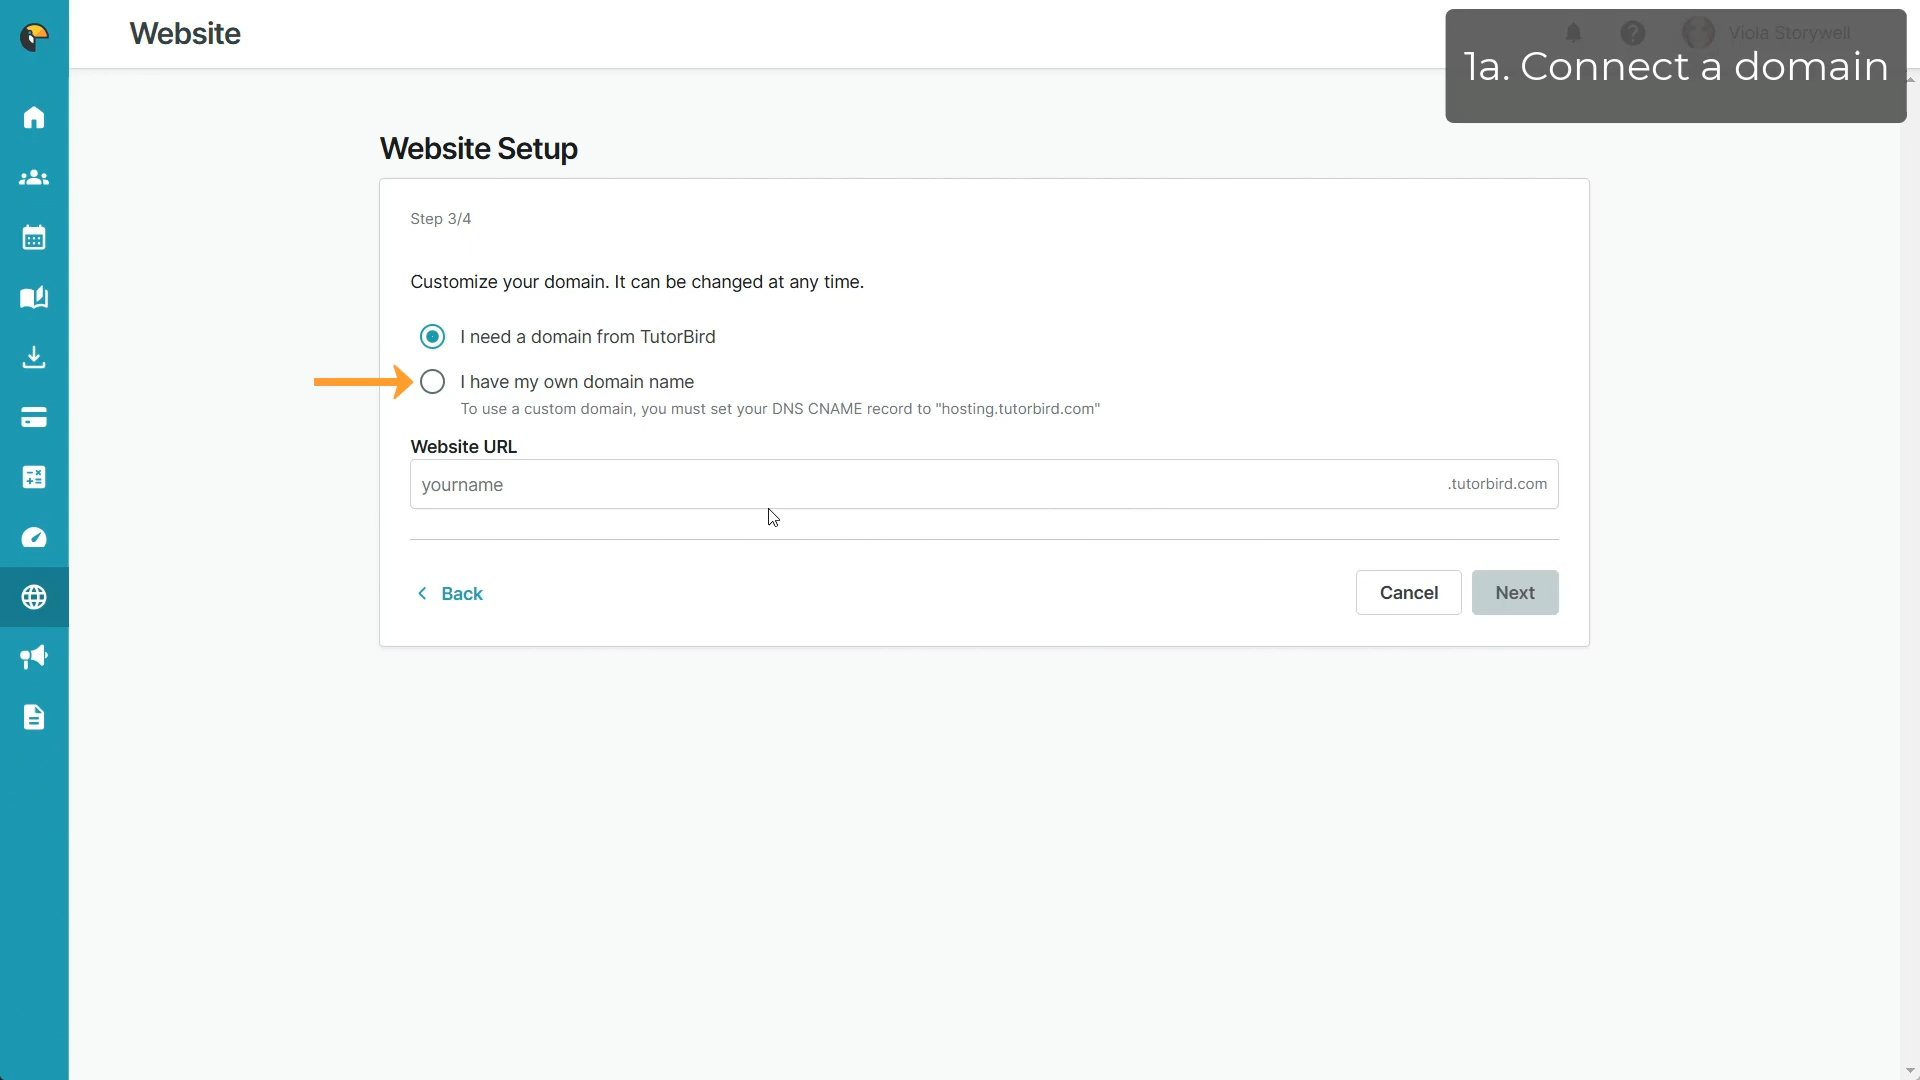 Website
Viola Storywell
1a. Connect a domain
Website Setup
Step 3/4
Customize your domain. It can be changed at any time.
I need a domain from TutorBird
I have my own domain name
To use a custom domain, you must set your DNS CNAME record to "hosting.tutorbird.com"
Website URL
yourname .tutorbird.com
Back Cancel Next